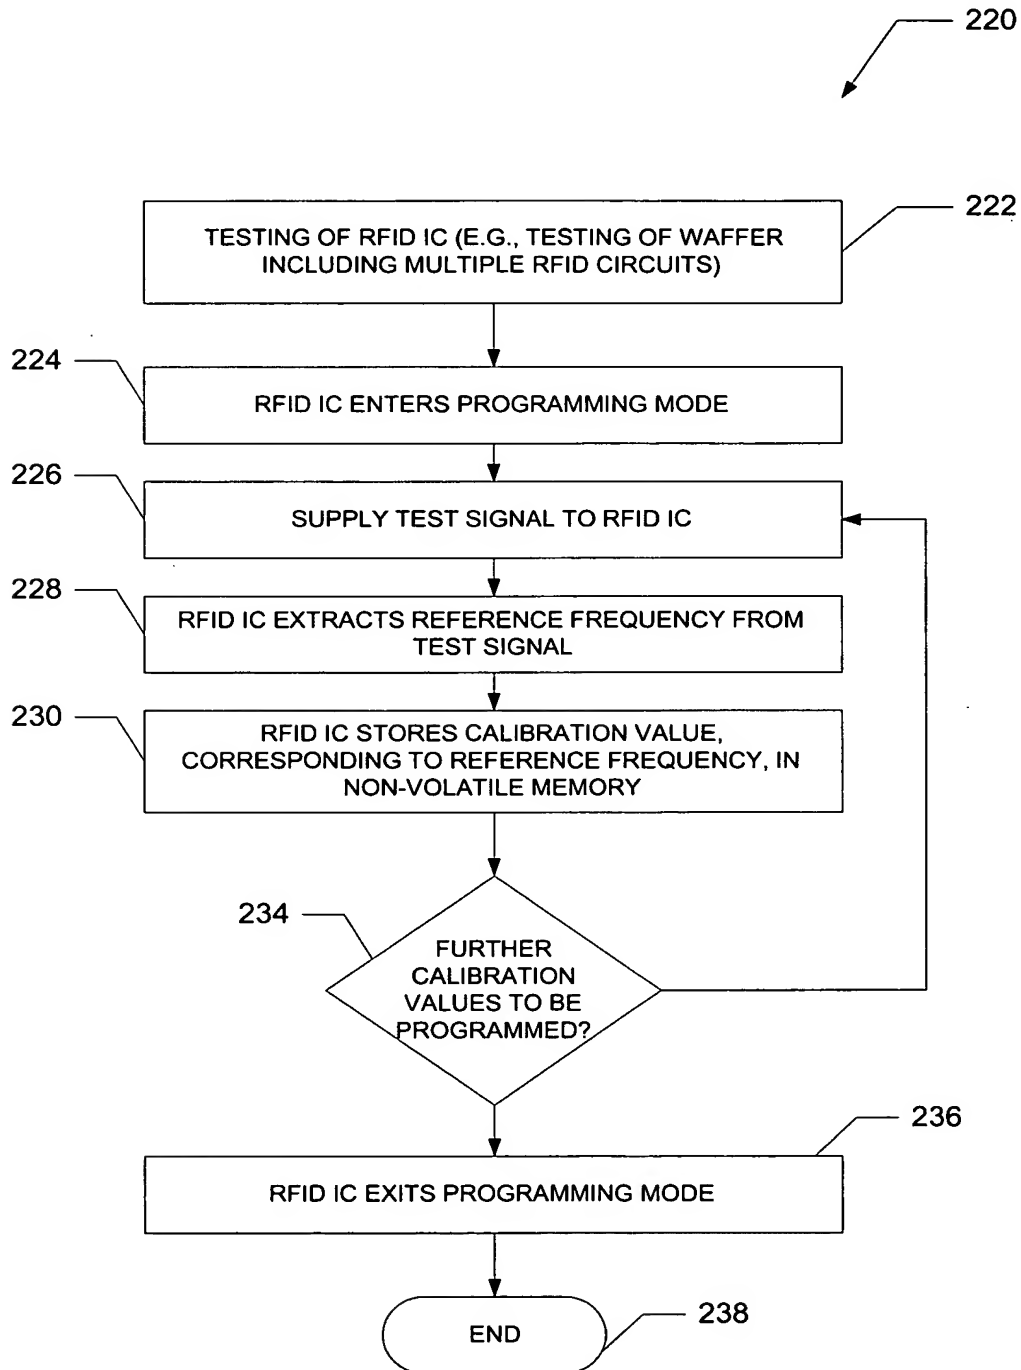 220
222
TESTING OF RFID IC (E.G., TESTING OF WAFFER
INCLUDING MULTIPLE RFID CIRCUITS)
224
RFID IC ENTERS PROGRAMMING MODE
226
SUPPLY TEST SIGNAL TO RFID IC
228
RFID IC EXTRACTS REFERENCE FREQUENCY FROM
TEST SIGNAL
230
RFID IC STORES CALIBRATION VALUE,
CORRESPONDING TO REFERENCE FREQUENCY, IN
NON-VOLATILE MEMORY
234
FURTHER
CALIBRATION
VALUES TO BE
PROGRAMMED?
236
RFID IC EXITS PROGRAMMING MODE
END
238